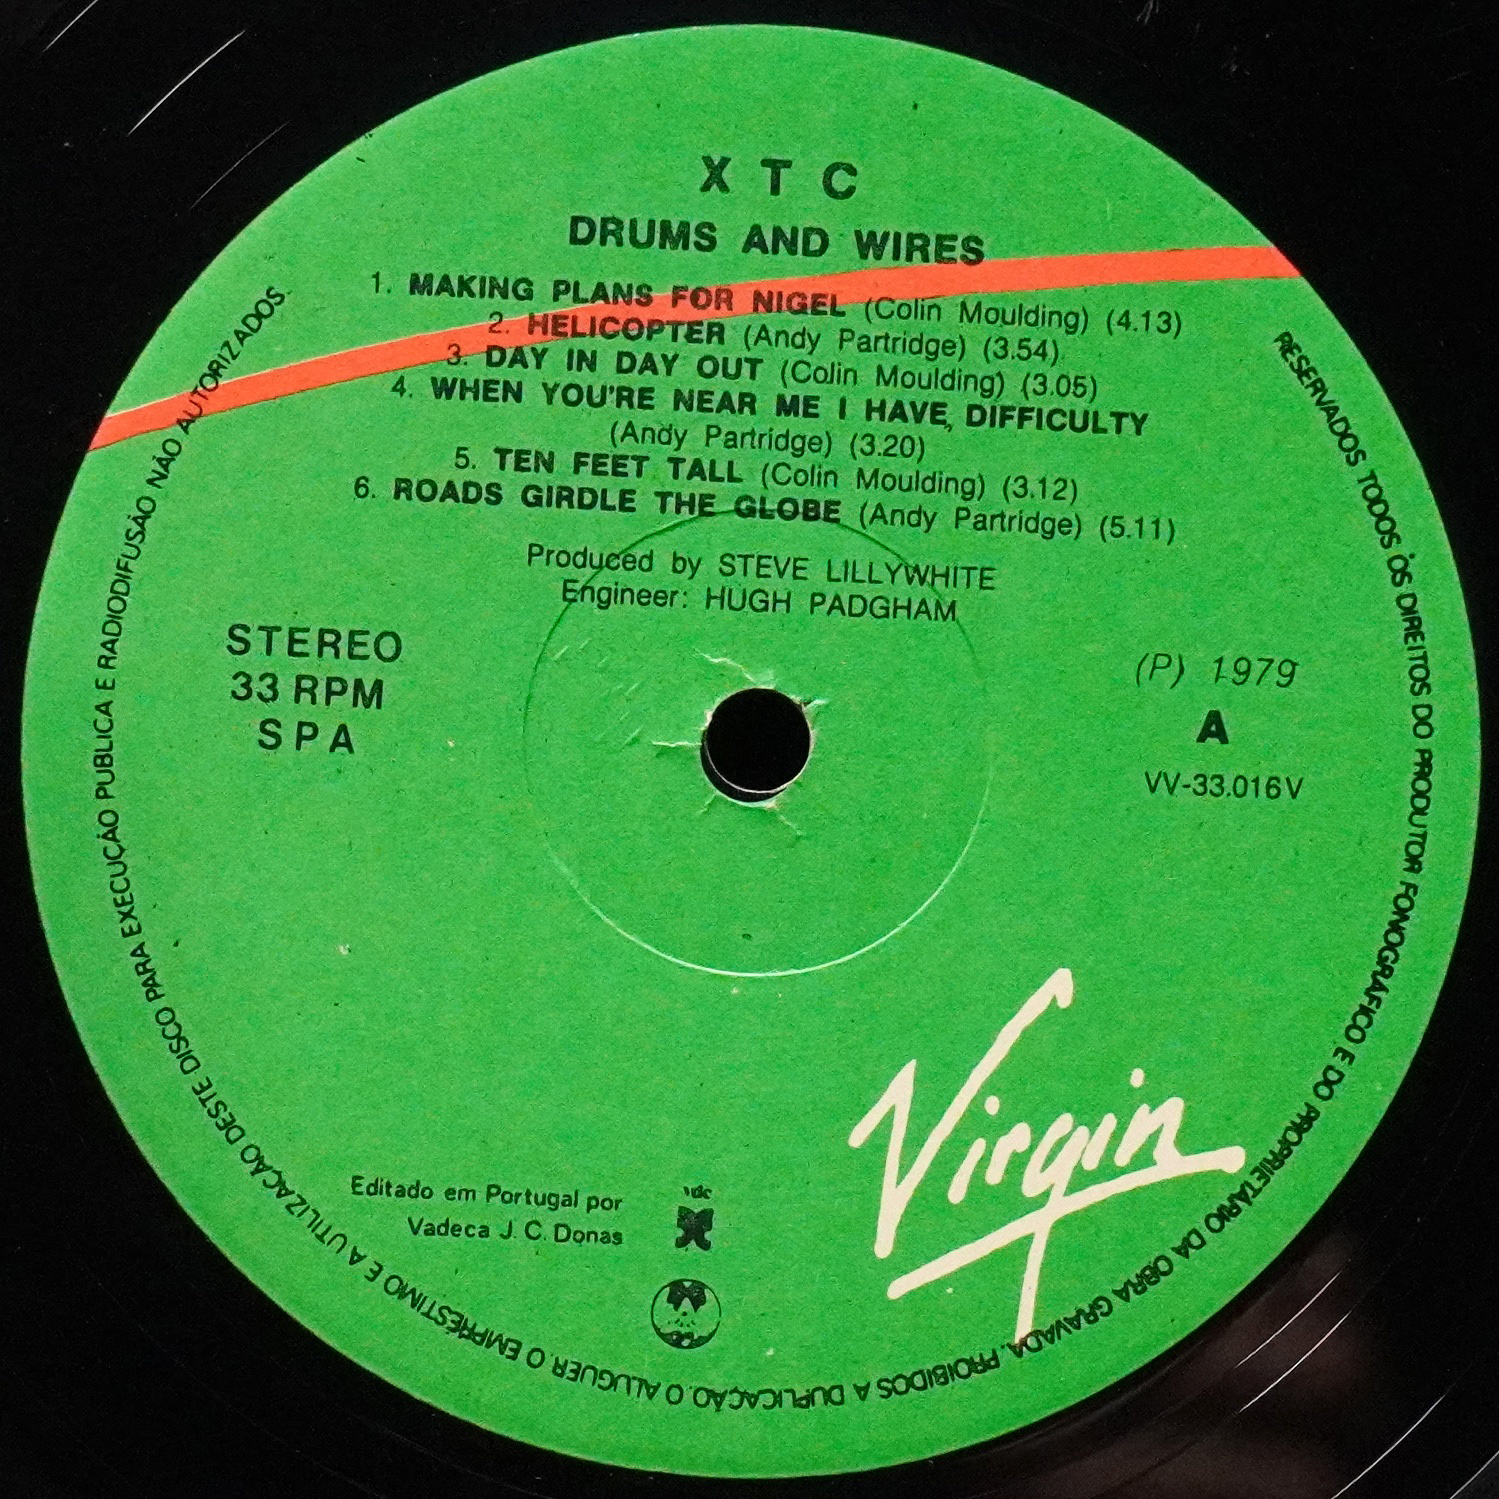 X T C
DRUMS AND WIRES
1. MAKING PLANS FOR NIGEL (Colin Moulding) (4.13)
2. HELICOPTER (Andy Partridge) (3.54)
3. DAY IN DAY OUT (Colin Moulding) (3.05)
4. WHEN YOU'RE NEAR ME I HAVE, DIFFICULTY
(Andy Partridge) (3.20)
5. TEN FEET TALL (Colin Moulding) (3.12)
6. ROADS GIRDLE THE GLOBE (Andy Partridge) (5.11)
Produced by STEVE LILLYWHITE
Engineer: HUGH PADGHAM
STEREO
33 RPM
SPA
(P) 1979
A
VV-33.016V
Virgin
Editado em Portugal por
Vadeca J. C. Donas
vdc
RESERVADOS TODOS OS DIREITOS DO PRODUTOR FONOGRÁFICO E DO PROPRIETÁRIO DA OBRA GRAVADA. PROIBIDOS A DUPLICAÇÃO, O ALUGUER, O EMPRÉSTIMO E A UTILIZAÇÃO DESTE DISCO PARA EXECUÇÃO PUBLICA E RADIODIFUSÃO NÃO AUTORIZADOS.